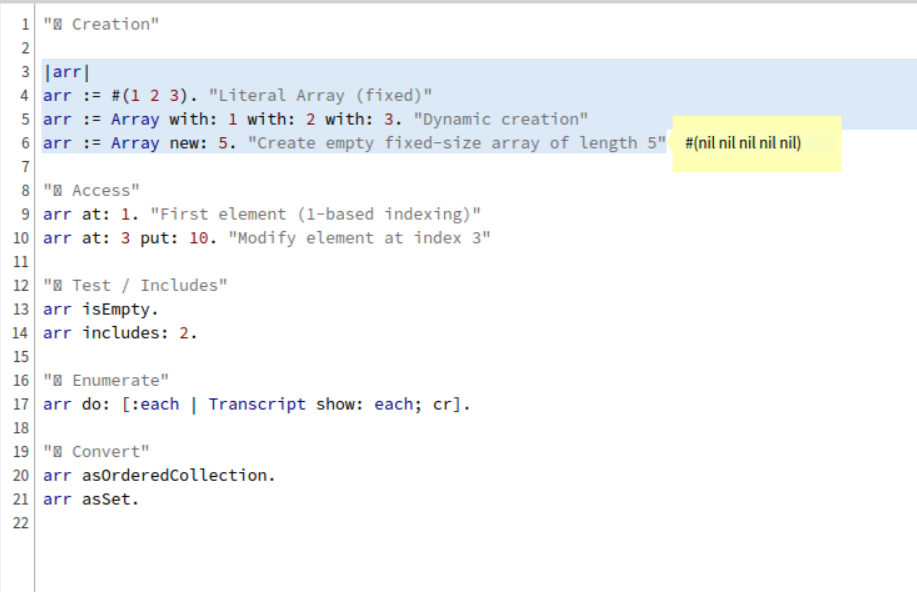 1 "▯ Creation"
2
3 |arr|
4 arr := #(1 2 3). "Literal Array (fixed)"
5 arr := Array with: 1 with: 2 with: 3. "Dynamic creation"
6 arr := Array new: 5. "Create empty fixed-size array of length 5" #(nil nil nil nil nil)
7
8 "▯ Access"
9 arr at: 1. "First element (1-based indexing)"
10 arr at: 3 put: 10. "Modify element at index 3"
11
12 "▯ Test / Includes"
13 arr isEmpty.
14 arr includes: 2.
15
16 "▯ Enumerate"
17 arr do: [:each | Transcript show: each; cr].
18
19 "▯ Convert"
20 arr asOrderedCollection.
21 arr asSet.
22